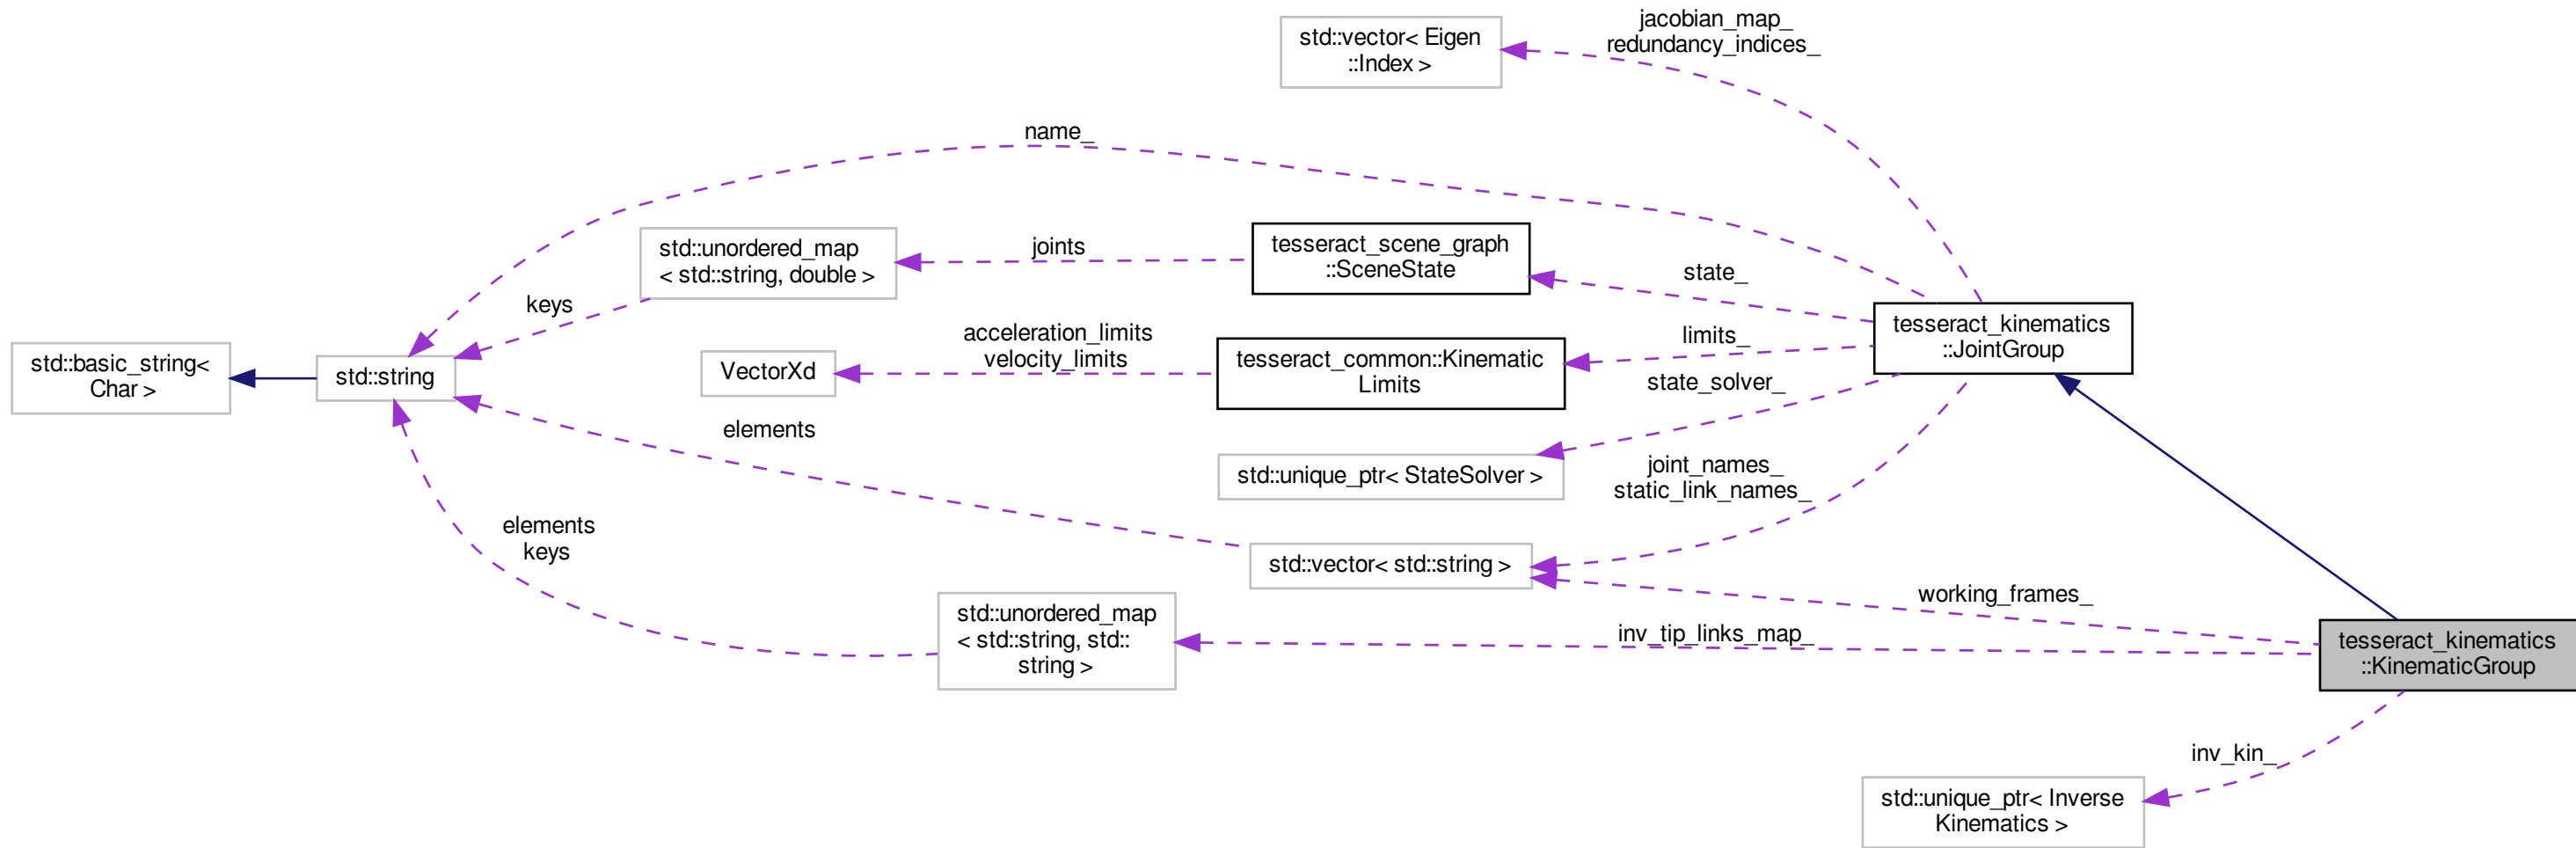 jacobian_map_
redundancy_indices_
std::vector< Eigen
::Index >
name_
std::unordered_map
< std::string, double >
joints
tesseract_scene_graph
::SceneState
state_
keys
tesseract_kinematics
::JointGroup
acceleration_limits
velocity_limits
limits_
std::basic_string<
Char >
std::string
VectorXd
tesseract_common::Kinematic
Limits
state_solver_
elements
std::unique_ptr< StateSolver >
joint_names_
static_link_names_
elements
keys
std::vector< std::string >
working_frames_
std::unordered_map
< std::string, std::
string >
inv_tip_links_map_
tesseract_kinematics
::KinematicGroup
inv_kin_
std::unique_ptr< Inverse
Kinematics >